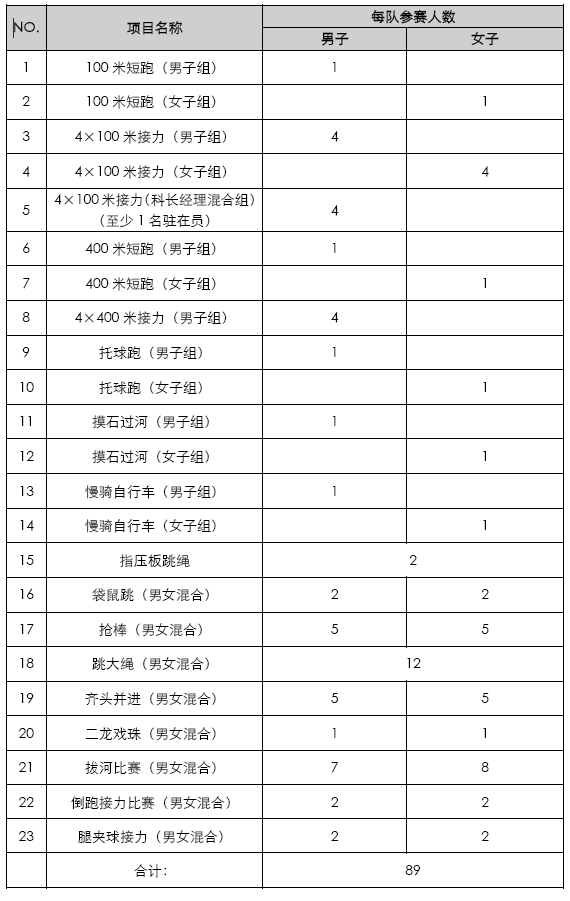 NO. 项目名称 每队参赛人数
男子 女子
1 100 米短跑（男子组） 1
2 100 米短跑（女子组） 1
3 4×100 米接力（男子组） 4
4 4×100 米接力（女子组） 4
5 4×100 米接力（科长经理混合组） 4
（至少 1 名驻在员）
6 400 米短跑（男子组） 1
7 400 米短跑（女子组） 1
8 4×400 米接力（男子组） 4
9 托球跑（男子组） 1
10 托球跑（女子组） 1
11 摸石过河（男子组） 1
12 摸石过河（女子组） 1
13 慢骑自行车（男子组） 1
14 慢骑自行车（女子组） 1
15 指压板跳绳 2
16 袋鼠跳（男女混合） 2 2
17 抢棒（男女混合） 5 5
18 跳大绳（男女混合） 12
19 齐头并进（男女混合） 5 5
20 二龙戏珠（男女混合） 1 1
21 拔河比赛（男女混合） 7 8
22 倒跑接力比赛（男女混合） 2 2
23 腿夹球接力（男女混合） 2 2
合计： 89